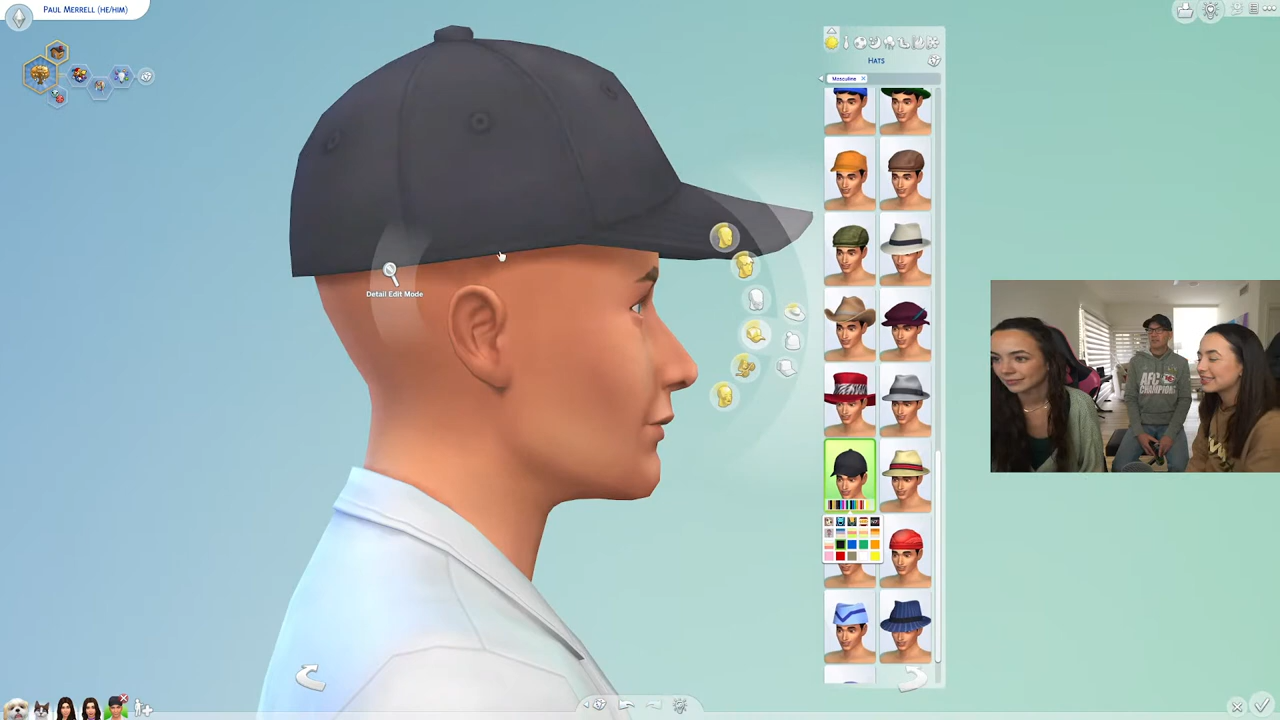 PAUL MERRELL (HE/HIM)
HATS
Masculine X
Detail Edit Mode
AFC
CHAMPIONS